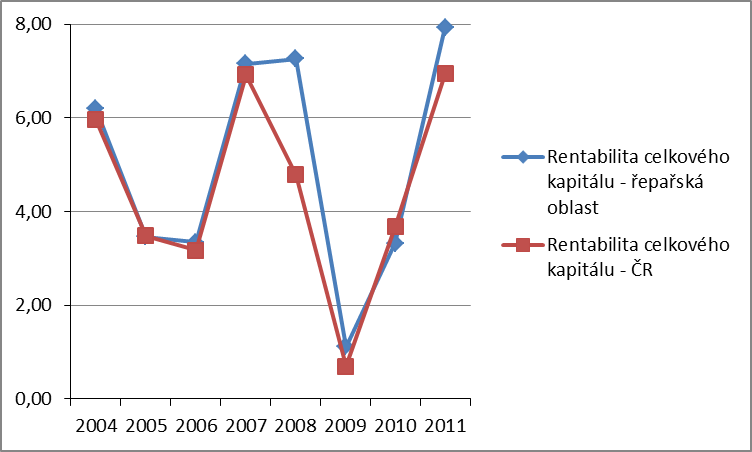 8,00
6,00
4,00
2,00
0,00
2004 2005 2006 2007 2008 2009 2010 2011
Rentabilita celkového
kapitálu - řepařská
oblast
Rentabilita celkového
kapitálu - ČR